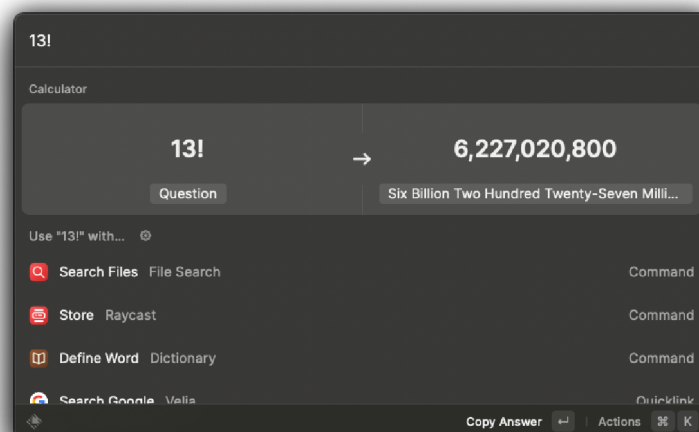 13!
Calculator
13! → 6,227,020,800
Question Six Billion Two Hundred Twenty-Seven Milli...
Use "13!" with...
Search Files File Search Command
Store Raycast Command
Define Word Dictionary Command
Search Google Velja Quicklink
Copy Answer ↵ Actions ⌘ K